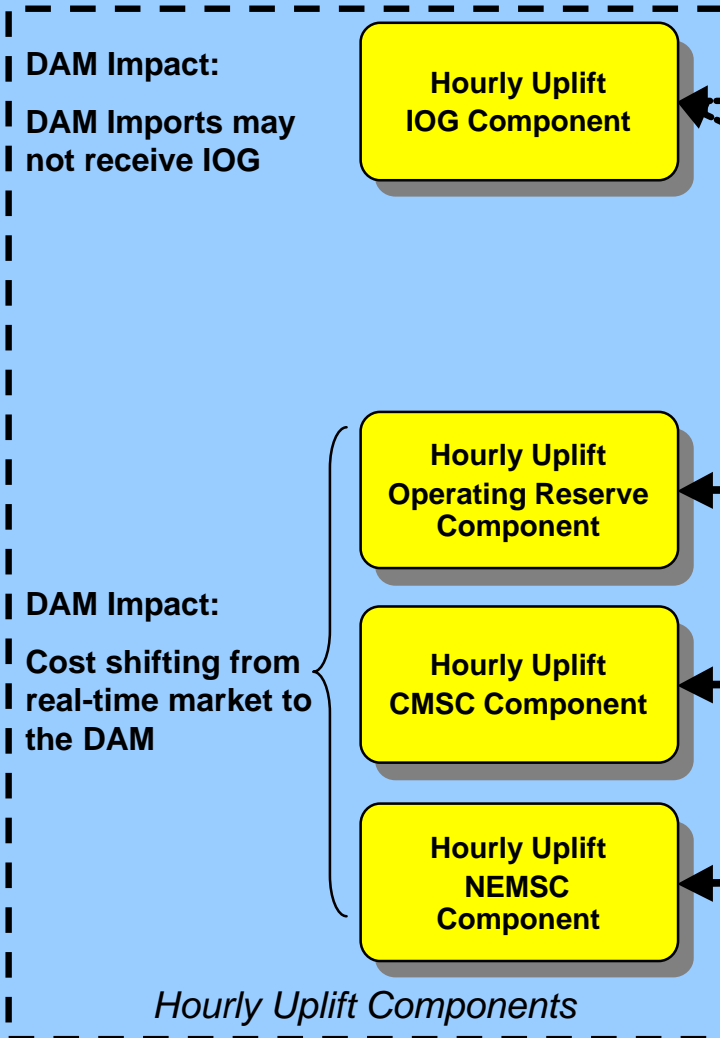 DAM Impact:
DAM Imports may
not receive IOG
Hourly Uplift
IOG Component
Hourly Uplift
Operating Reserve
Component
DAM Impact:
Cost shifting from
real-time market to
the DAM
Hourly Uplift
CMSC Component
Hourly Uplift
NEMSC
Component
Hourly Uplift Components